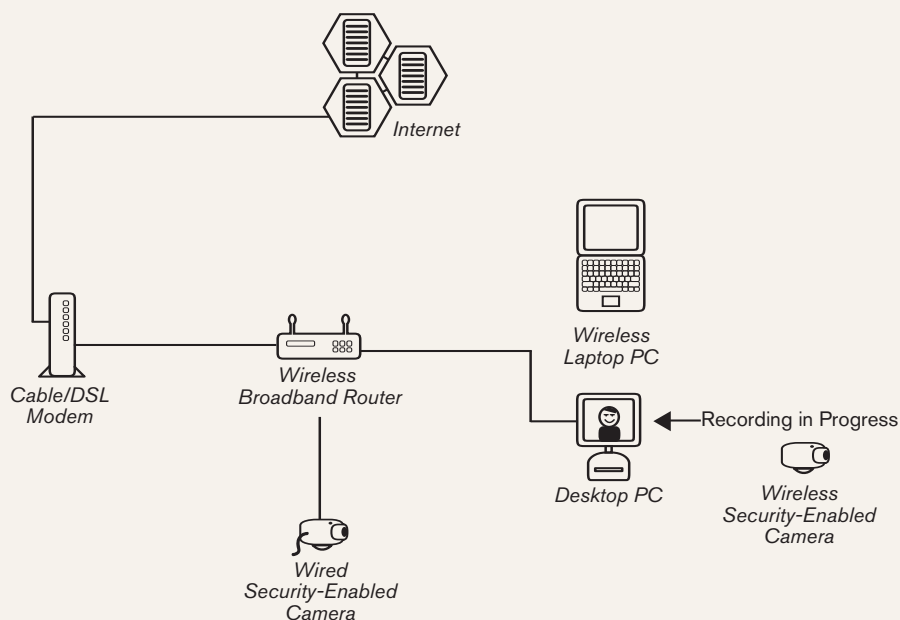 Internet
Wireless
Laptop PC
Wireless
Broadband Router
Cable/DSL
Modem
Recording in Progress
Desktop PC
Wireless
Security-Enabled
Camera
Wired
Security-Enabled
Camera